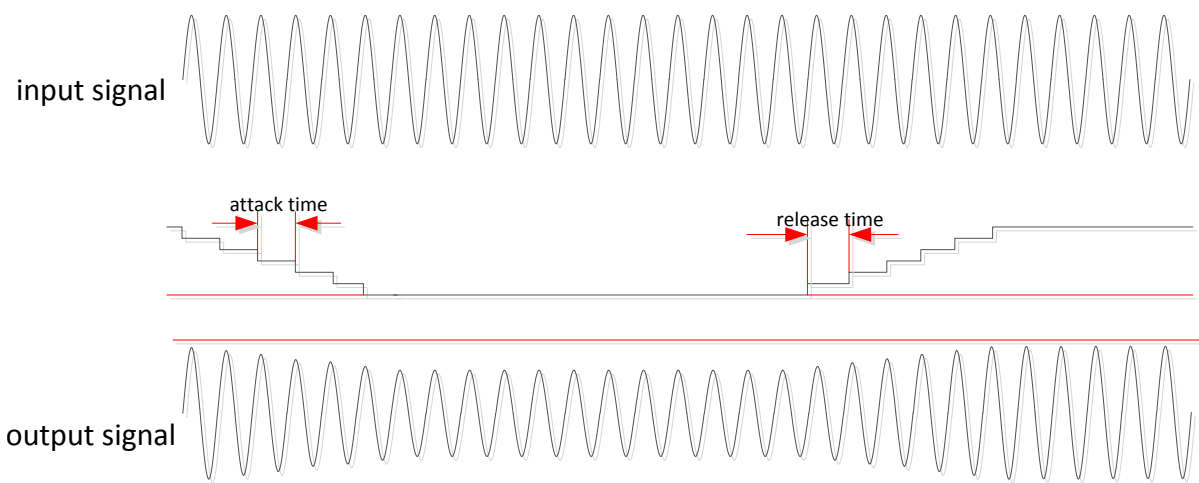 input signal
attack time
release time
output signal